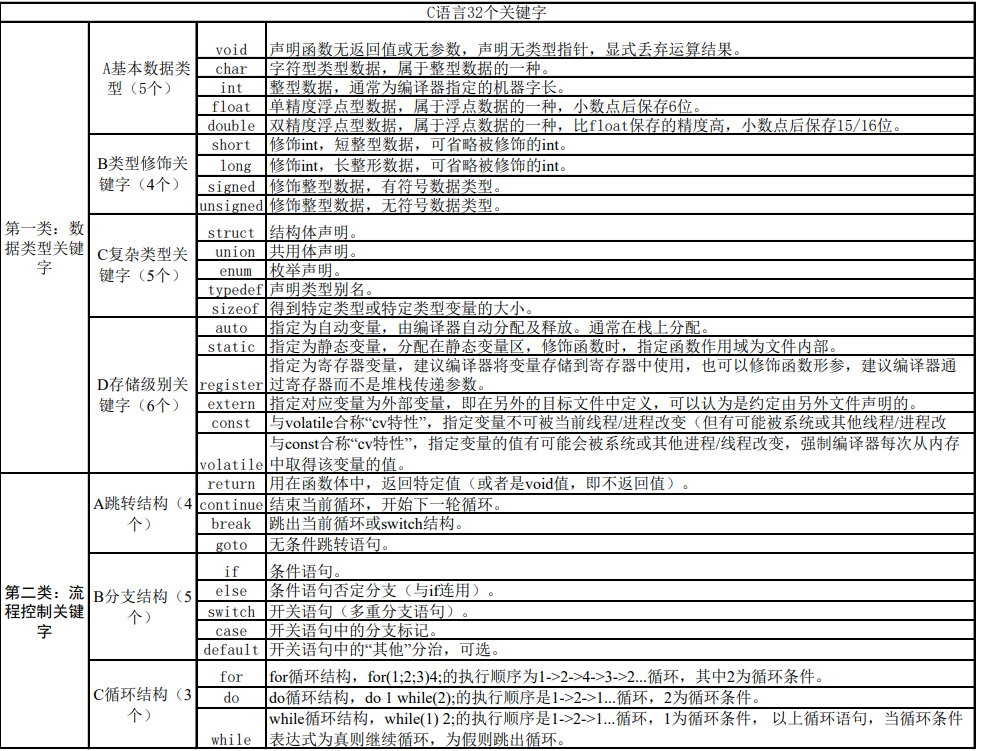 C语言32个关键字
第一类：数
据类型关键
字
A基本数据类
型（5个）
void 声明函数无返回值或无参数，声明无类型指针，显式丢弃运算结果。
char 字符型类型数据，属于整型数据的一种。
int 整型数据，通常为编译器指定的机器字长。
float 单精度浮点型数据，属于浮点数据的一种，小数点后保存6位。
double 双精度浮点型数据，属于浮点数据的一种，比float保存的精度高，小数点后保存15/16位。
B类型修饰关
键字（4个）
short 修饰int，短整型数据，可省略被修饰的int。
long 修饰int，长整形数据，可省略被修饰的int。
signed 修饰整型数据，有符号数据类型。
unsigned 修饰整型数据，无符号数据类型。
C复杂类型关
键字（5个）
struct 结构体声明。
union 共用体声明。
enum 枚举声明。
typedef 声明类型别名。
sizeof 得到特定类型或特定类型变量的大小。
D存储级别关
键字（6个）
auto 指定为自动变量，由编译器自动分配及释放。通常在栈上分配。
static 指定为静态变量，分配在静态变量区，修饰函数时，指定函数作用域为文件内部。
register 指定为寄存器变量，建议编译器将变量存储到寄存器中使用，也可以修饰函数形参，建议编译器通
过寄存器而不是堆栈传递参数。
extern 指定对应变量为外部变量，即在另外的目标文件中定义，可以认为是约定由另外文件声明的。
const 与volatile合称“cv特性”，指定变量不可被当前线程/进程改变（但有可能被系统或其他线程/进程改
volatile 与const合称“cv特性”，指定变量的值有可能会被系统或其他进程/线程改变，强制编译器每次从内存
中取得该变量的值。
第二类：流
程控制关键
字
A跳转结构（4
个）
return 用在函数体中，返回特定值（或者是void值，即不返回值）。
continue 结束当前循环，开始下一轮循环。
break 跳出当前循环或switch结构。
goto 无条件跳转语句。
B分支结构（5
个）
if 条件语句。
else 条件语句否定分支（与if连用）。
switch 开关语句（多重分支语句）。
case 开关语句中的分支标记。
default 开关语句中的“其他”分治，可选。
C循环结构（3
个）
for for循环结构，for(1;2;3)4;的执行顺序为1->2->4->3->2...循环，其中2为循环条件。
do do循环结构，do 1 while(2);的执行顺序是1->2->1...循环，2为循环条件。
while while循环结构，while(1) 2;的执行顺序是1->2->1...循环，1为循环条件， 以上循环语句，当循环条件
表达式为真则继续循环，为假则跳出循环。